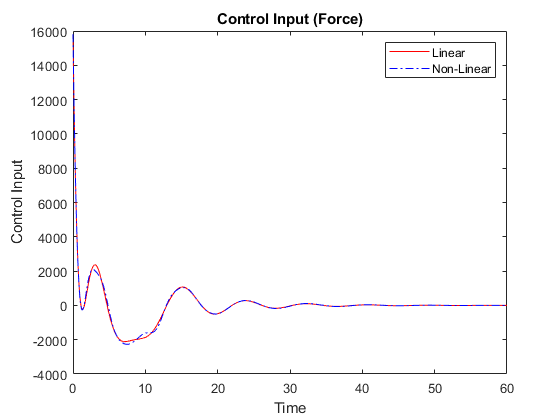 Control Input (Force)
16000
14000
12000
10000
8000
6000
4000
2000
0
-2000
-4000
Control Input
Linear
Non-Linear
0 10 20 30 40 50 60
Time